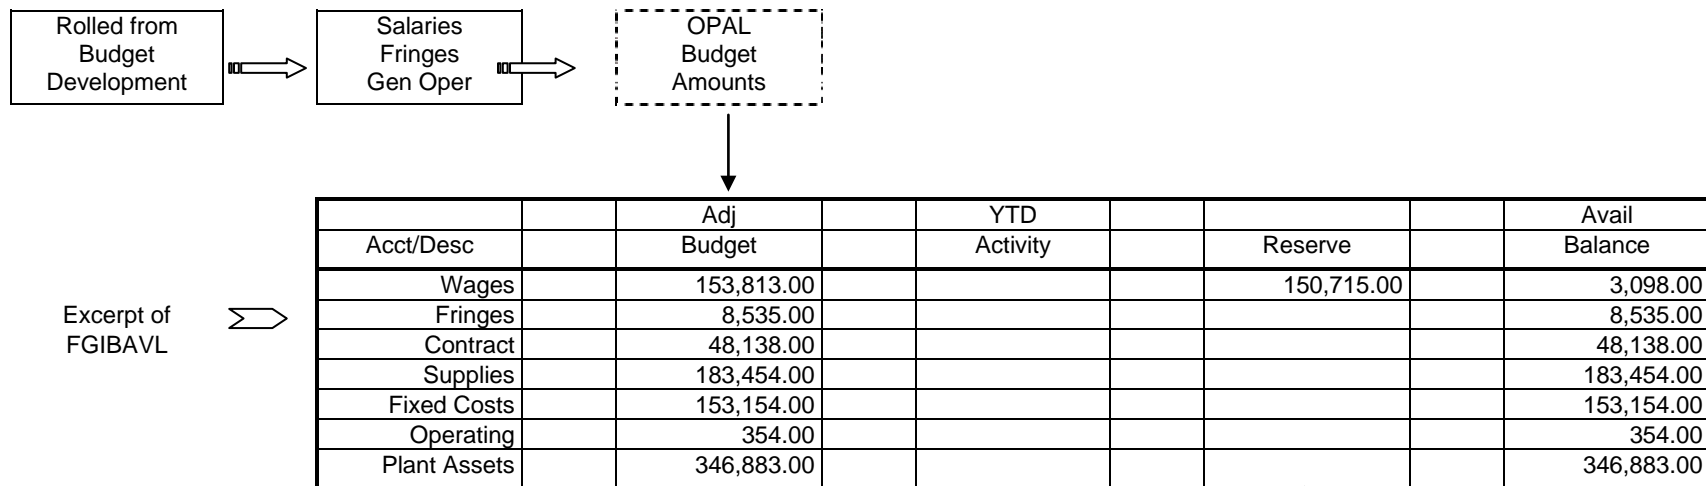 Rolled from
Budget
Development
Salaries
Fringes
Gen Oper
OPAL
Budget
Amounts
Adj YTD Avail
Acct/Desc Budget Activity Reserve Balance
Wages 153,813.00 150,715.00 3,098.00
Fringes 8,535.00 8,535.00
Contract 48,138.00 48,138.00
Supplies 183,454.00 183,454.00
Fixed Costs 153,154.00 153,154.00
Operating 354.00 354.00
Plant Assets 346,883.00 346,883.00
Excerpt of
FGIBAVL